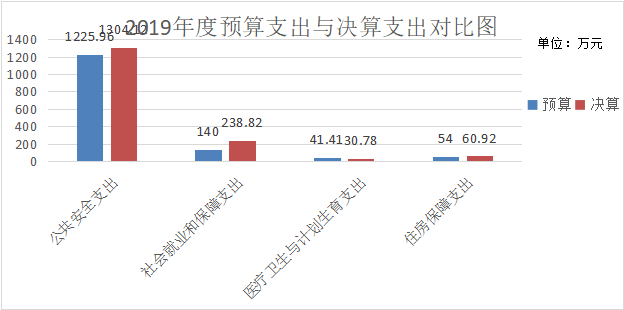 2019年度预算支出与决算支出对比图
单位：万元
1400
1200
1000
800
600
400
200
0
1225.96
1304.12
140
238.82
41.41
30.78
54
60.92
公共安全支出
社会就业和保障支出
医疗卫生与计划生育支出
住房保障支出
预算
决算